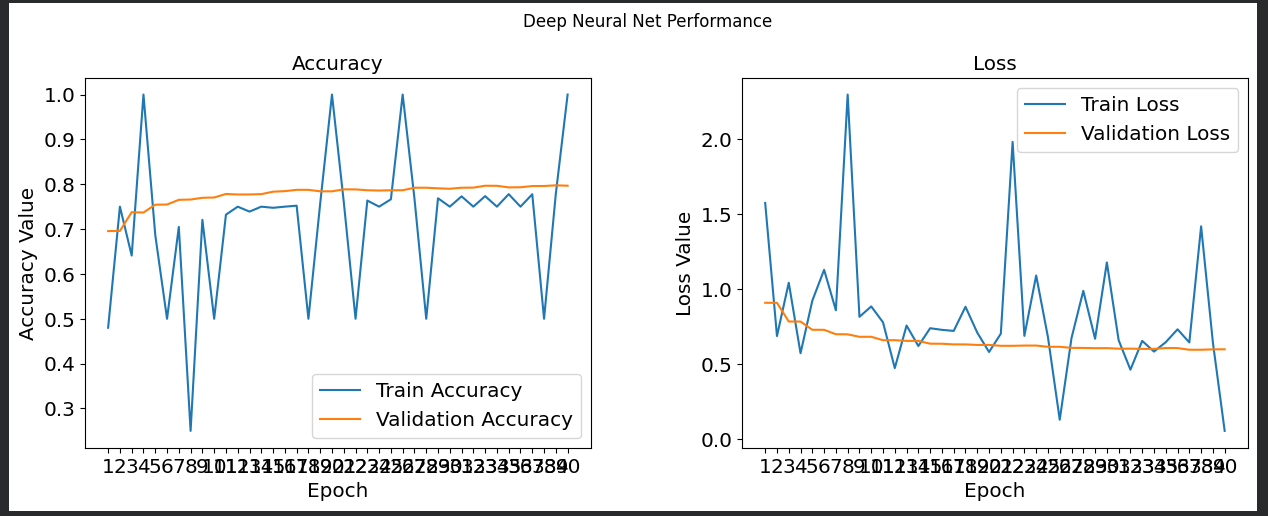 Deep Neural Net Performance
Accuracy
1.0
0.9
0.8
0.7
0.6
0.5
0.4
0.3
Accuracy Value
Train Accuracy
Validation Accuracy
Epoch
Loss
2.0
1.5
1.0
0.5
0.0
Loss Value
Train Loss
Validation Loss
Epoch